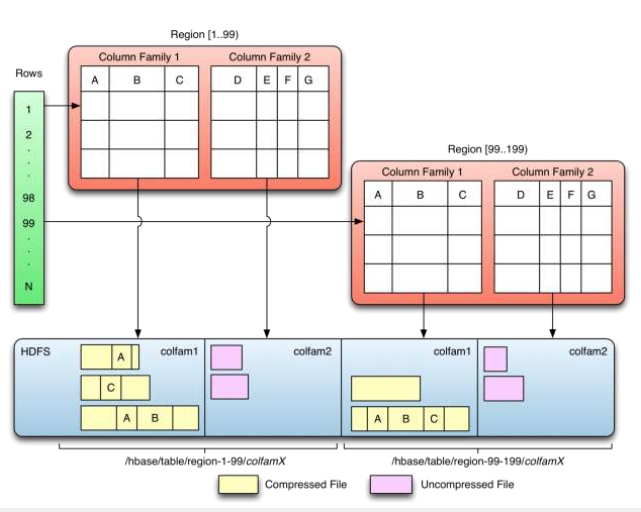 Region [1..99)
Column Family 1 Column Family 2
Rows
A B C D E F G
1
2
.
.
.
.
98
99
.
.
.
N
Region [99..199)
Column Family 1 Column Family 2
A B C D E F G
HDFS
colfam1
colfam2
colfam1
colfam2
A
C
A B
A B C
/hbase/table/region-1-99/colfamX
/hbase/table/region-99-199/colfamX
Compressed File
Uncompressed File